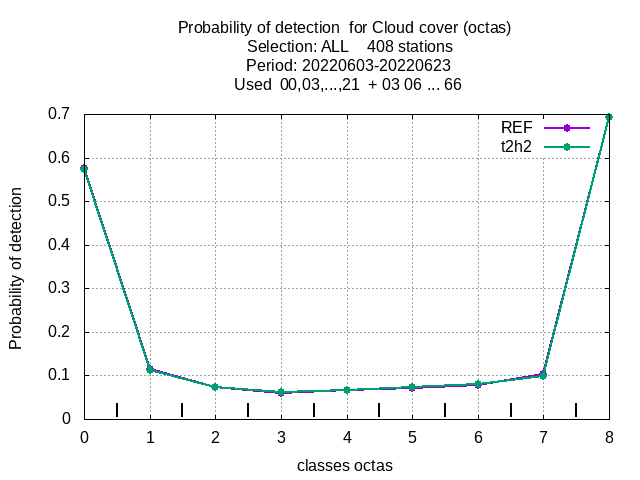 Probability of detection  for Cloud cover (octas)
Selection: ALL    408 stations
Period: 20220603-20220623
Used  00,03,...,21  + 03 06 ... 66
0.7
REF
t2h2
0.6
0.5
0.4
0.3
0.2
0.1
0
Probability of detection
0 1 2 3 4 5 6 7 8
classes octas